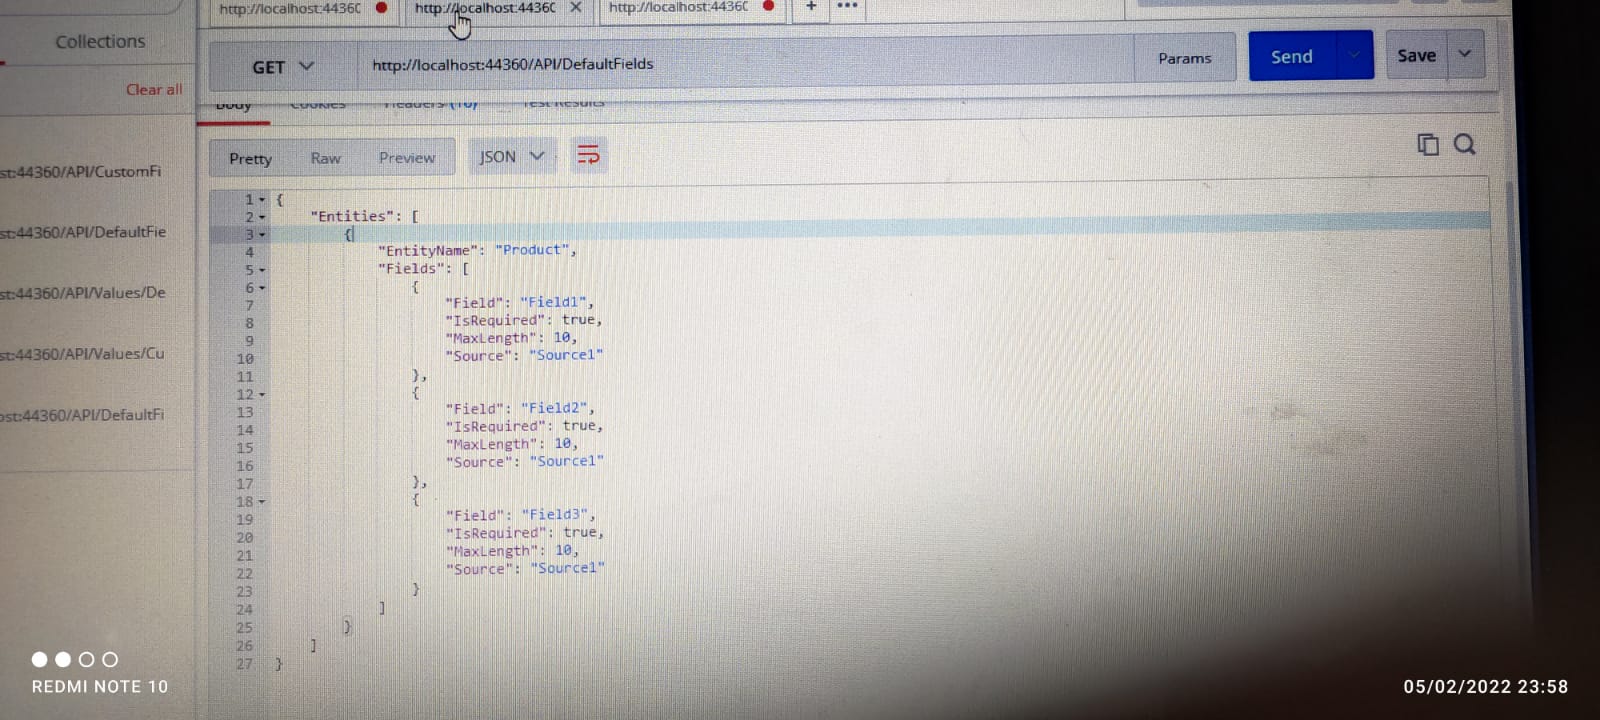 http://localhost:4436C
http://localhost:4436C
http://localhost:4436C
+
Collections
GET
http://localhost:44360/API/DefaultFields
Params
Send
Save
Clear all
Body
Cookies
Headers (10)
Test Results
Pretty
Raw
Preview
JSON
st:44360/API/CustomFi
st:44360/API/DefaultFie
st:44360/API/Values/De
st:44360/API/Values/Cu
ost:44360/API/DefaultFi
1 {
2 "Entities": [
3 {
4 "EntityName": "Product",
5 "Fields": [
6 {
7 "Field": "Field1",
8 "IsRequired": true,
9 "MaxLength": 10,
10 "Source": "Source1"
11 },
12 {
13 "Field": "Field2",
14 "IsRequired": true,
15 "MaxLength": 10,
16 "Source": "Source1"
17 },
18 {
19 "Field": "Field3",
20 "IsRequired": true,
21 "MaxLength": 10,
22 "Source": "Source1"
23 }
24 ]
25 }
26 ]
27 }
REDMI NOTE 10
05/02/2022 23:58